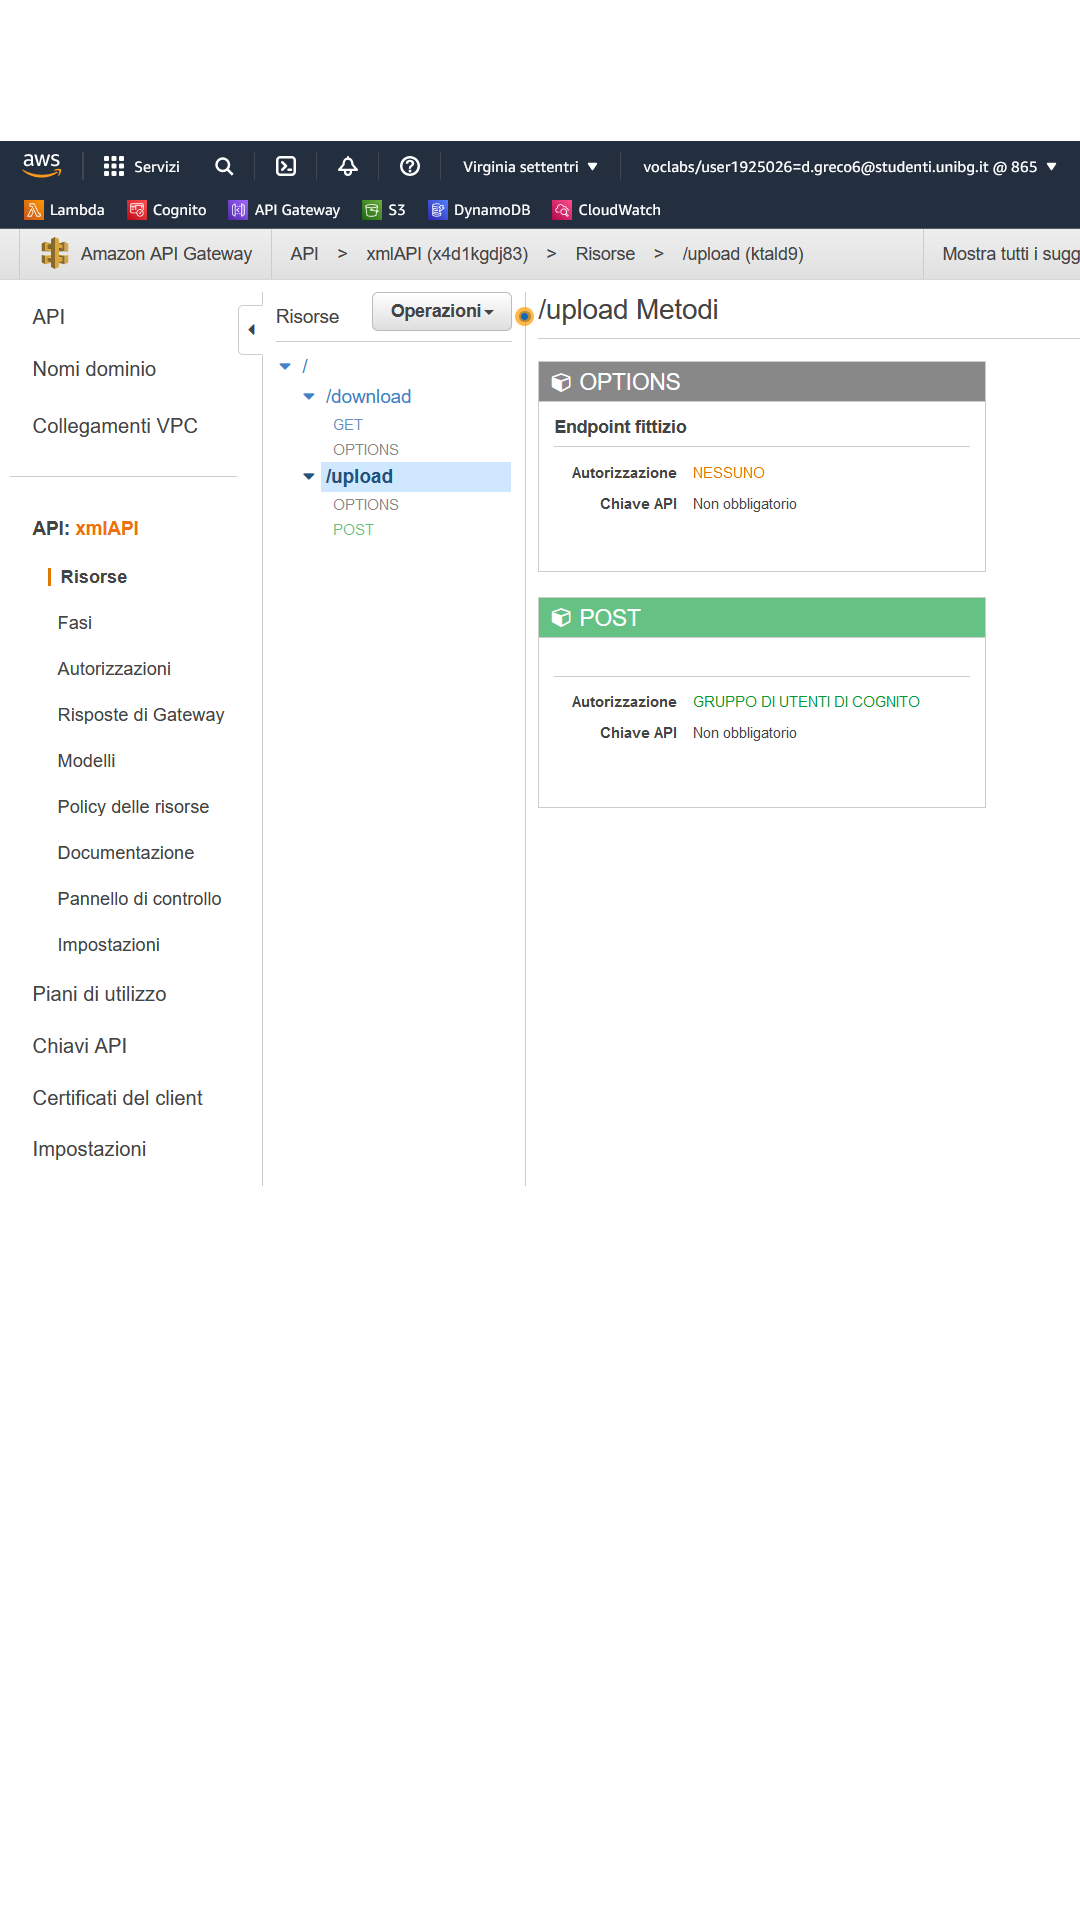 aws Servizi Virginia settentri voclabs/user1925026=d.greco6@studenti.unibg.it @ 865
Lambda Cognito API Gateway S3 DynamoDB CloudWatch
Amazon API Gateway API > xmlAPI (x4d1kgdj83) > Risorse > /upload (ktald9) Mostra tutti i sugg
API
Nomi dominio
Collegamenti VPC
API: xmlAPI
Risorse
Fasi
Autorizzazioni
Risposte di Gateway
Modelli
Policy delle risorse
Documentazione
Pannello di controllo
Impostazioni
Piani di utilizzo
Chiavi API
Certificati del client
Impostazioni
Risorse Operazioni
/
/download
GET
OPTIONS
/upload
OPTIONS
POST
/upload Metodi
OPTIONS
Endpoint fittizio
Autorizzazione NESSUNO
Chiave API Non obbligatorio
POST
Autorizzazione GRUPPO DI UTENTI DI COGNITO
Chiave API Non obbligatorio